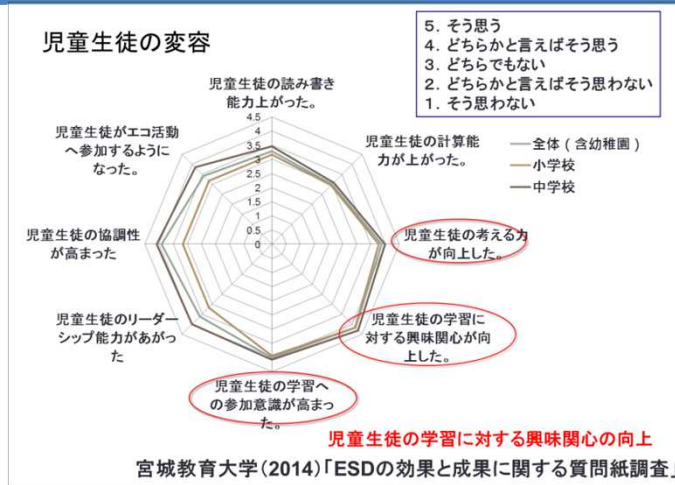 児童生徒の変容
5. そう思う
4. どちらかと言えばそう思う
3. どちらでもない
2. どちらかと言えばそう思わない
1. そう思わない
児童生徒の読み書き
能力上がった。
児童生徒の計算能
力が上がった。
児童生徒の考える力
が向上した。
児童生徒の学習に
対する興味関心が向
上した。
児童生徒の学習へ
の参加意識が高まっ
た。
児童生徒のリーダー
シップ能力があがっ
た
児童生徒の協調性
が高まった
児童生徒がエコ活動
へ参加するように
なった。
4.5
4
3.5
3
2.5
2
1.5
1
0.5
0
全体(含幼稚園)
小学校
中学校
児童生徒の学習に対する興味関心の向上
宮城教育大学(2014)「ESDの効果と成果に関する質問紙調査」